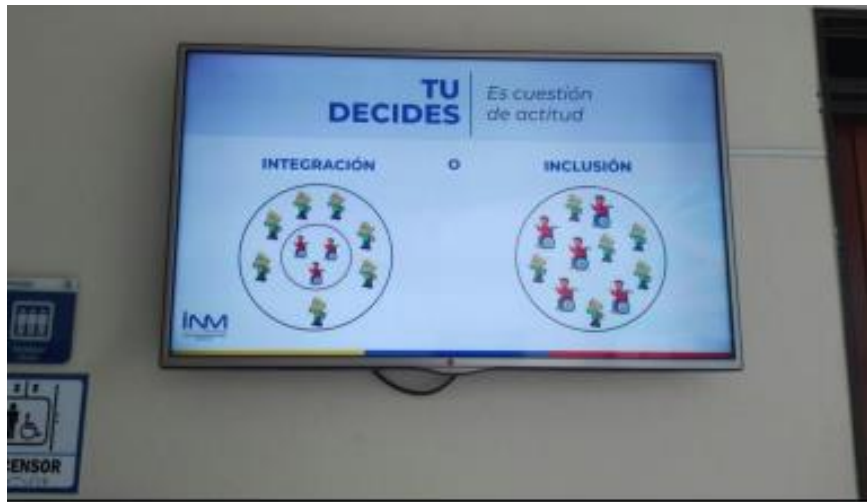 TU
DECIDES
Es cuestión
de actitud
INTEGRACIÓN O INCLUSIÓN
INM
CENSOR